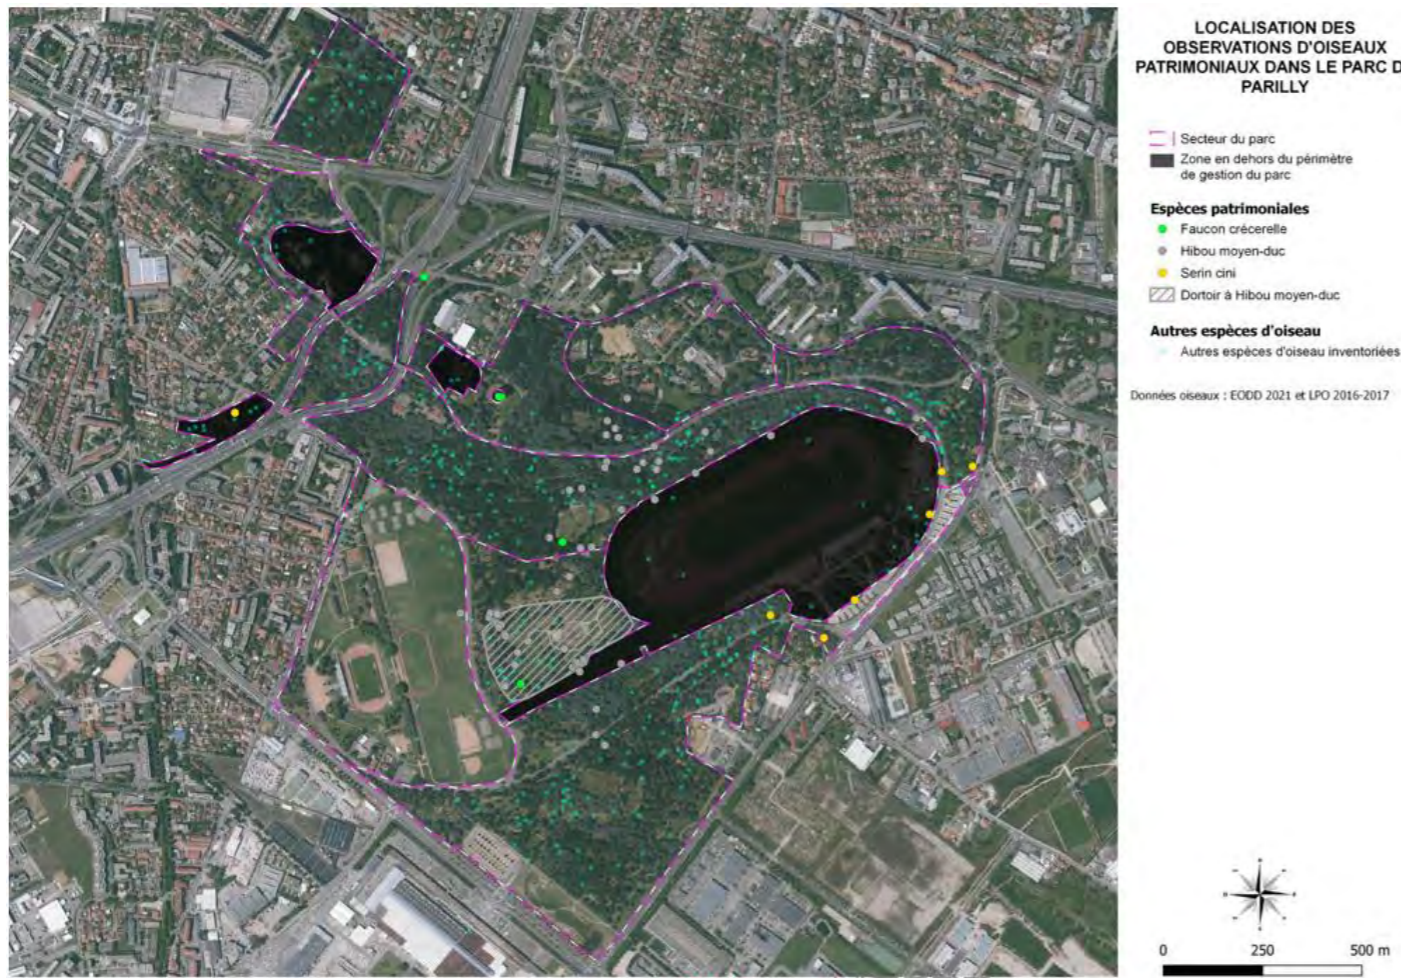 LOCALISATION DES
OBSERVATIONS D'OISEAUX
PATRIMONIAUX DANS LE PARC D
PARILLY
Secteur du parc
Zone en dehors du périmètre
de gestion du parc
Espèces patrimoniales
Faucon crécerelle
Hibou moyen-duc
Serin cini
Dortoir à Hibou moyen-duc
Autres espèces d'oiseau
Autres espèces d'oiseau inventoriées
Données oiseaux : EODD 2021 et LPO 2016-2017
0 250 500 m